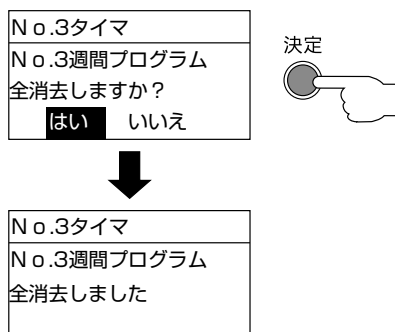 Ｎｏ.3タイマ
Ｎｏ.3週間プログラム
全消去しますか？
はい　いいえ
決定
Ｎｏ.3タイマ
Ｎｏ.3週間プログラム
全消去しました